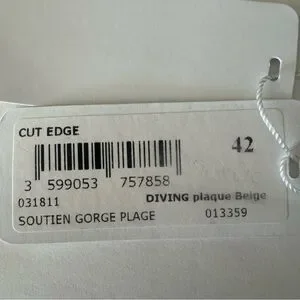 CUT EDGE
42
3 599053 757858
031811 DIVING plaque Beige
SOUTIEN GORGE PLAGE 013359